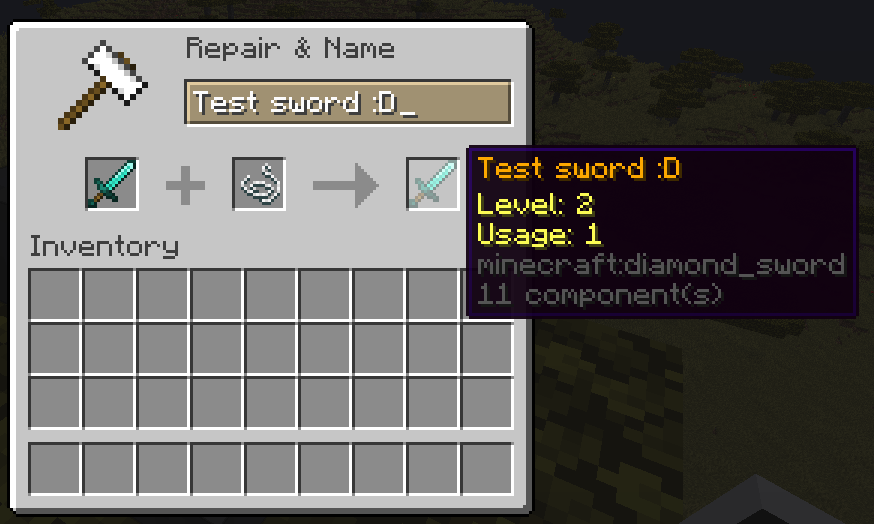 Repair & Name
Test sword :D_
Test sword :D
Level: 2
Usage: 1
minecraft:diamond_sword
11 component(s)
Inventory